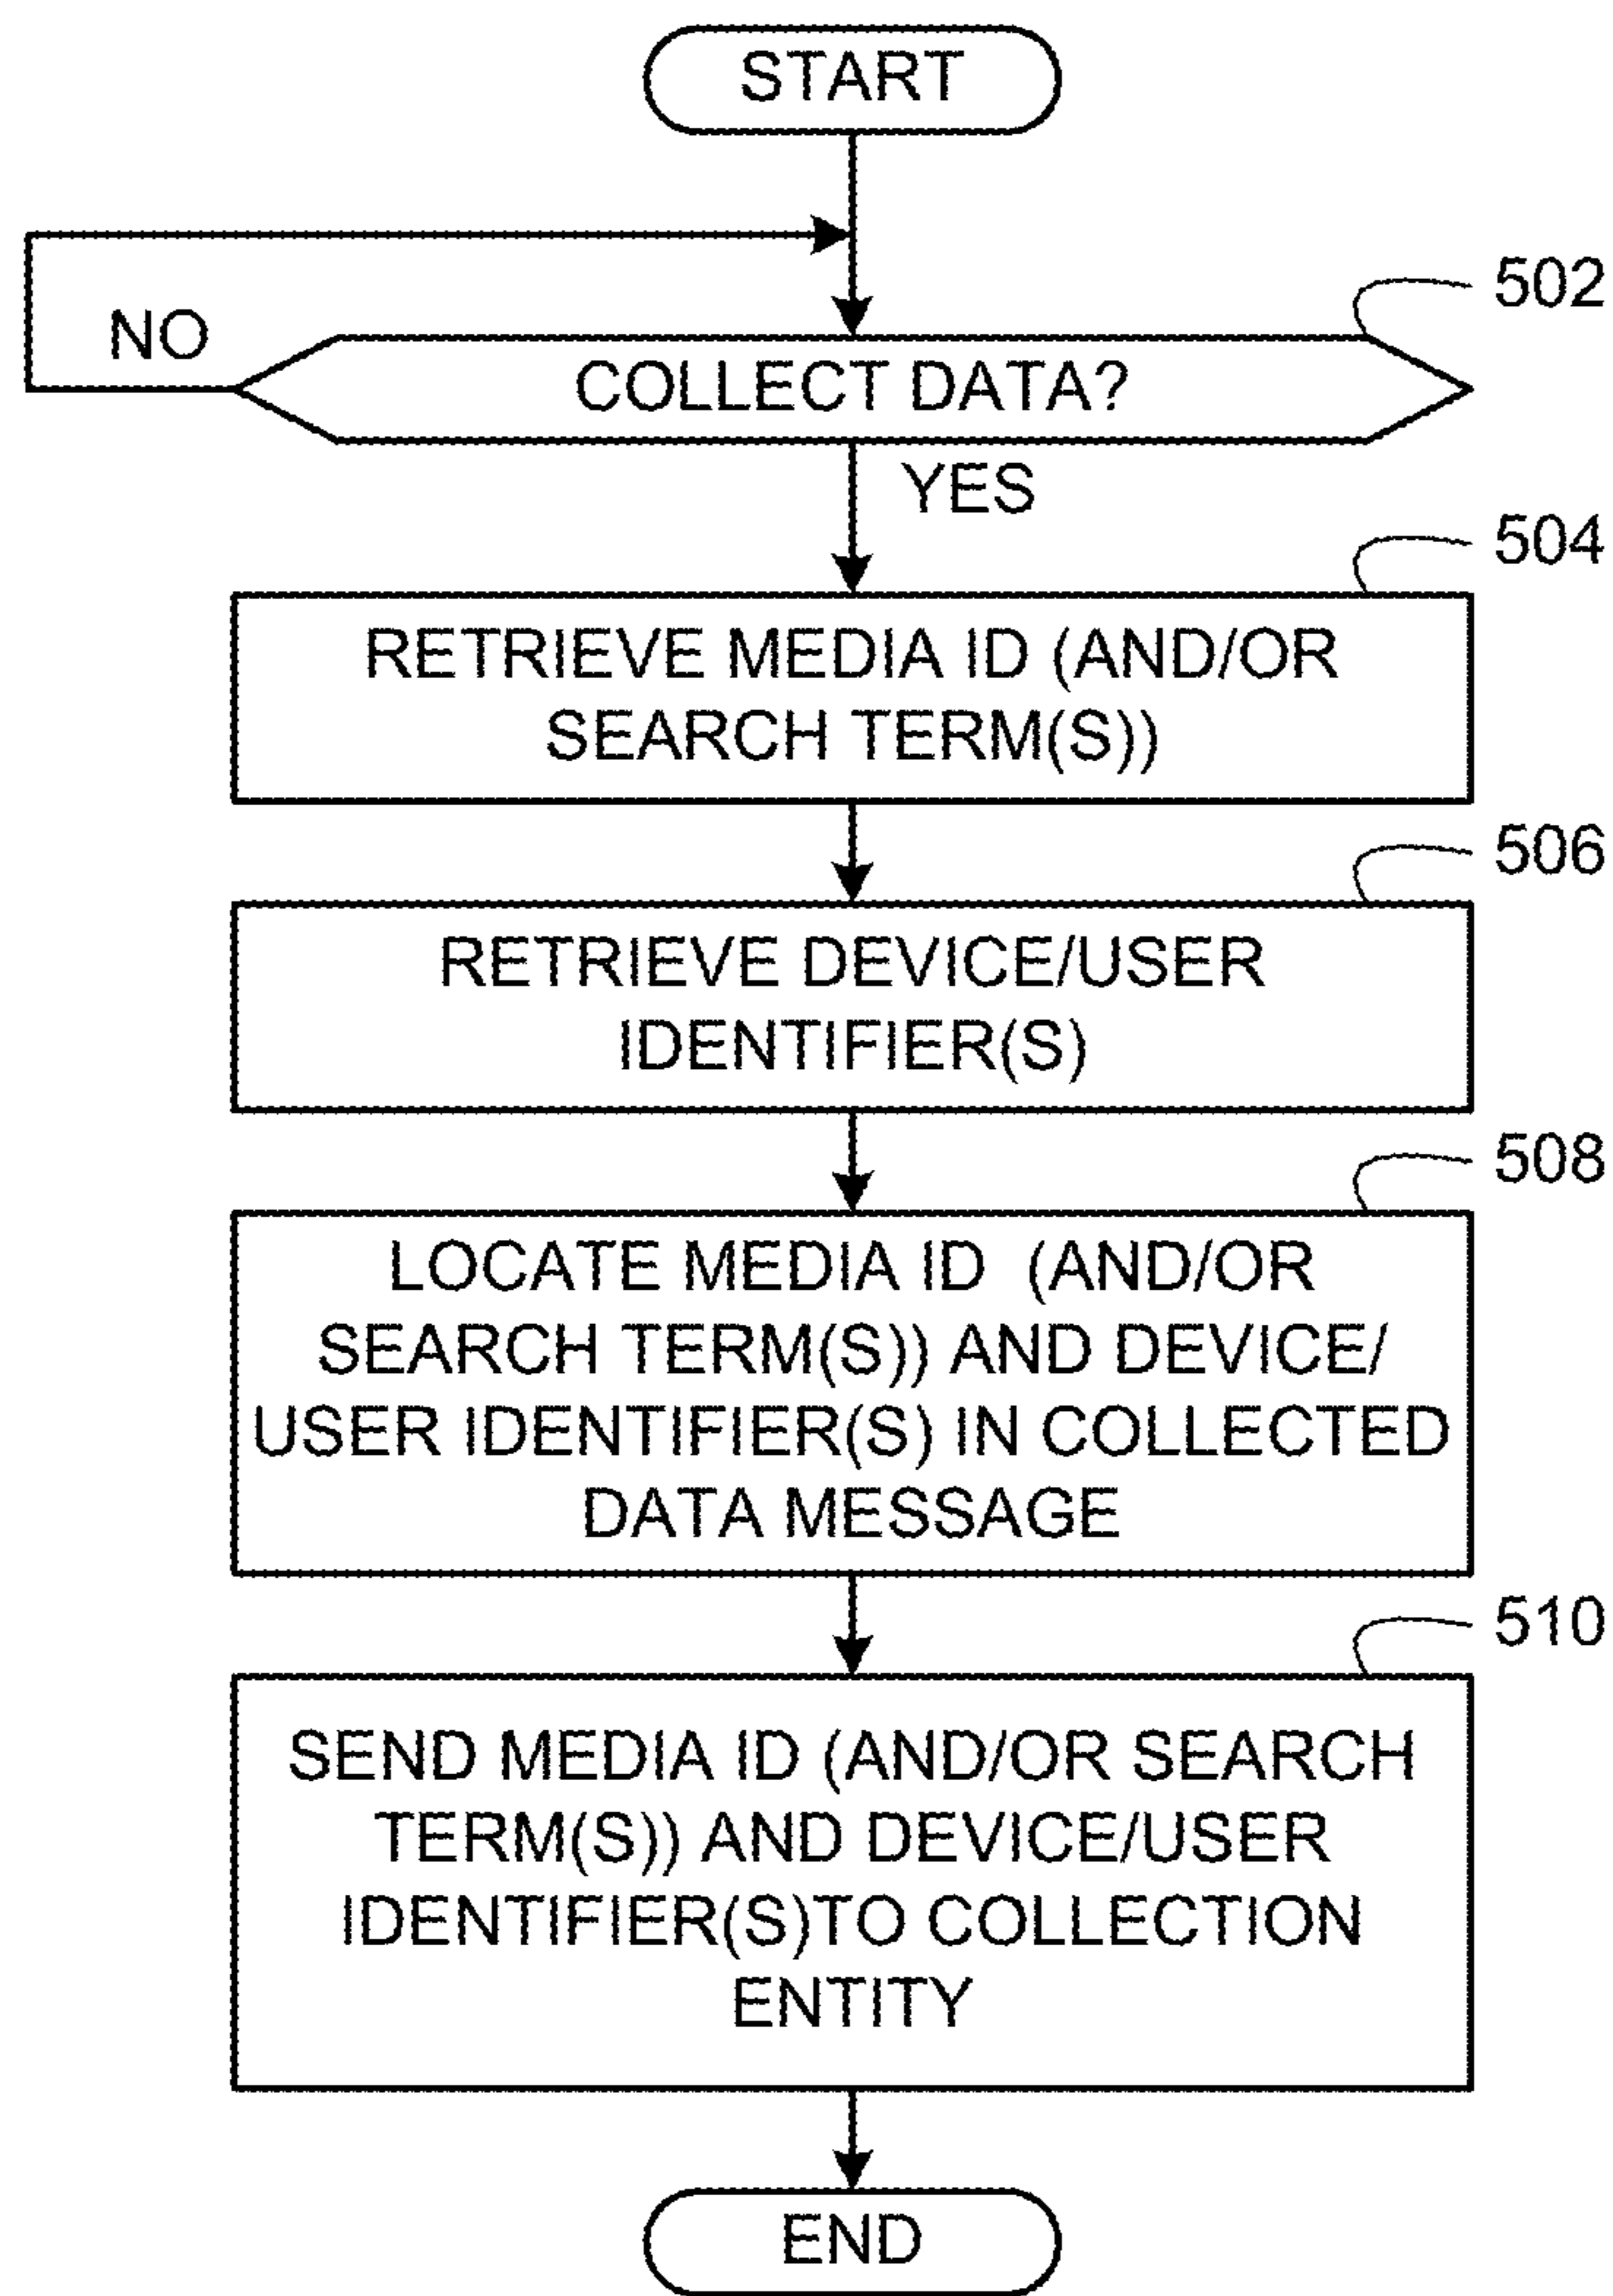 START
502
NO
COLLECT DATA?
YES
504
RETRIEVE MEDIA ID (AND/OR
SEARCH TERM(S))
506
RETRIEVE DEVICE/USER
IDENTIFIER(S)
508
LOCATE MEDIA ID (AND/OR
SEARCH TERM(S)) AND DEVICE/
USER IDENTIFIER(S) IN COLLECTED
DATA MESSAGE
510
SEND MEDIA ID (AND/OR SEARCH
TERM(S)) AND DEVICE/USER
IDENTIFIER(S)TO COLLECTION
ENTITY
END